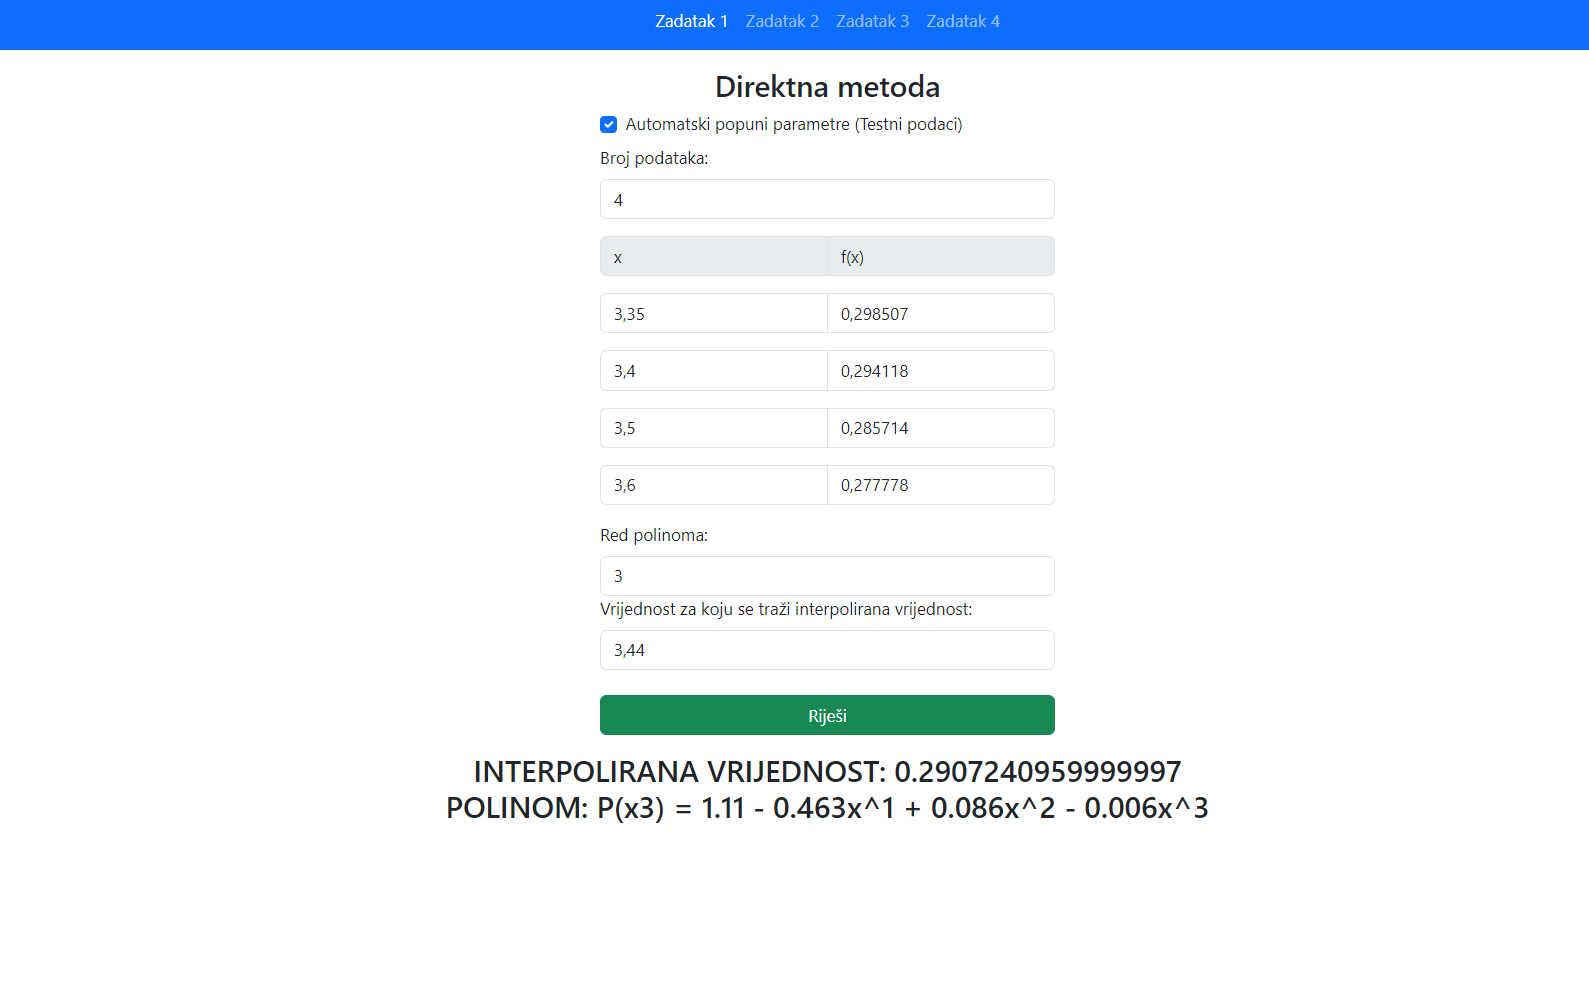 Zadatak 1 Zadatak 2 Zadatak 3 Zadatak 4
Direktna metoda
Automatski popuni parametre (Testni podaci)
Broj podataka:
4
x f(x)
3,35 0,298507
3,4 0,294118
3,5 0,285714
3,6 0,277778
Red polinoma:
3
Vrijednost za koju se traži interpolirana vrijednost:
3,44
Riješi
INTERPOLIRANA VRIJEDNOST: 0.2907240959999997
POLINOM: P(x3) = 1.11 - 0.463x^1 + 0.086x^2 - 0.006x^3